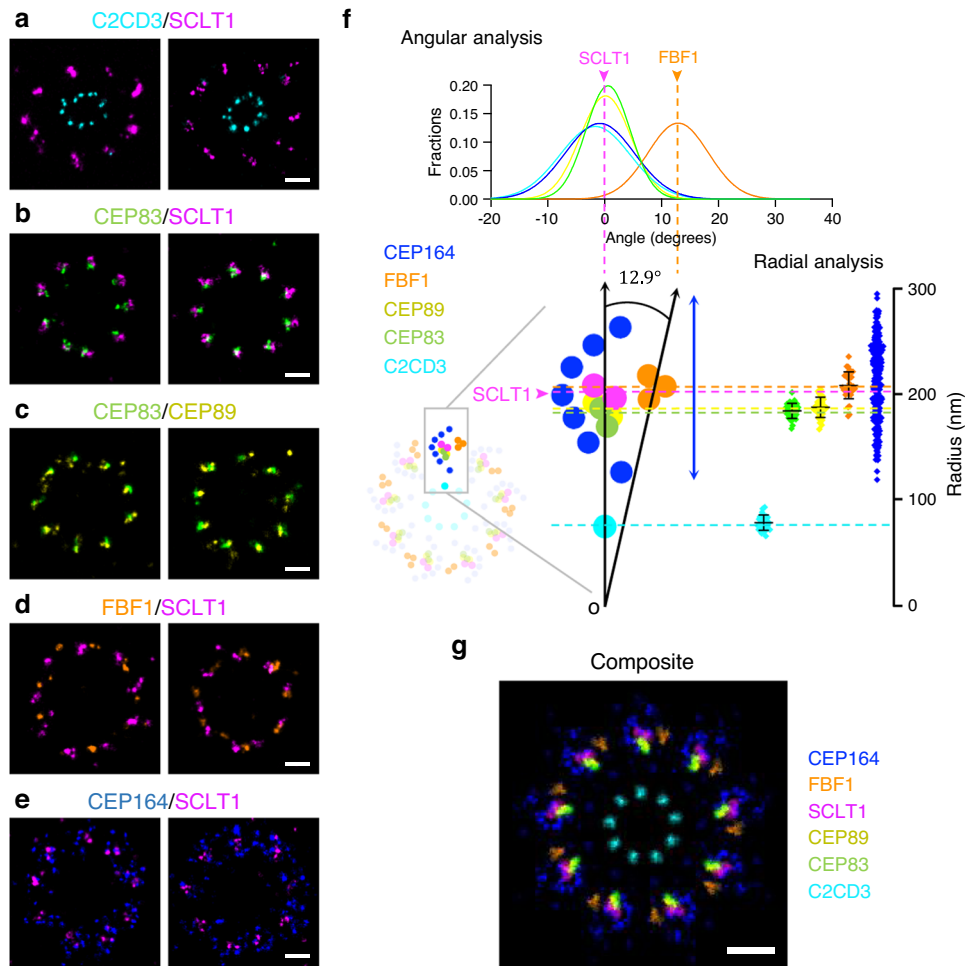 a
C2CD3/SCLT1
b
CEP83/SCLT1
c
CEP83/CEP89
d
FBF1/SCLT1
e
CEP164/SCLT1
f
Angular analysis
SCLT1
FBF1
0.20
0.15
0.10
0.05
0.00
Fractions
-20
-10
0
10
20
30
40
Angle (degrees)
CEP164
FBF1
CEP89
CEP83
C2CD3
12.9°
Radial analysis
SCLT1
O
300
200
100
0
Radius (nm)
g
Composite
CEP164
FBF1
SCLT1
CEP89
CEP83
C2CD3